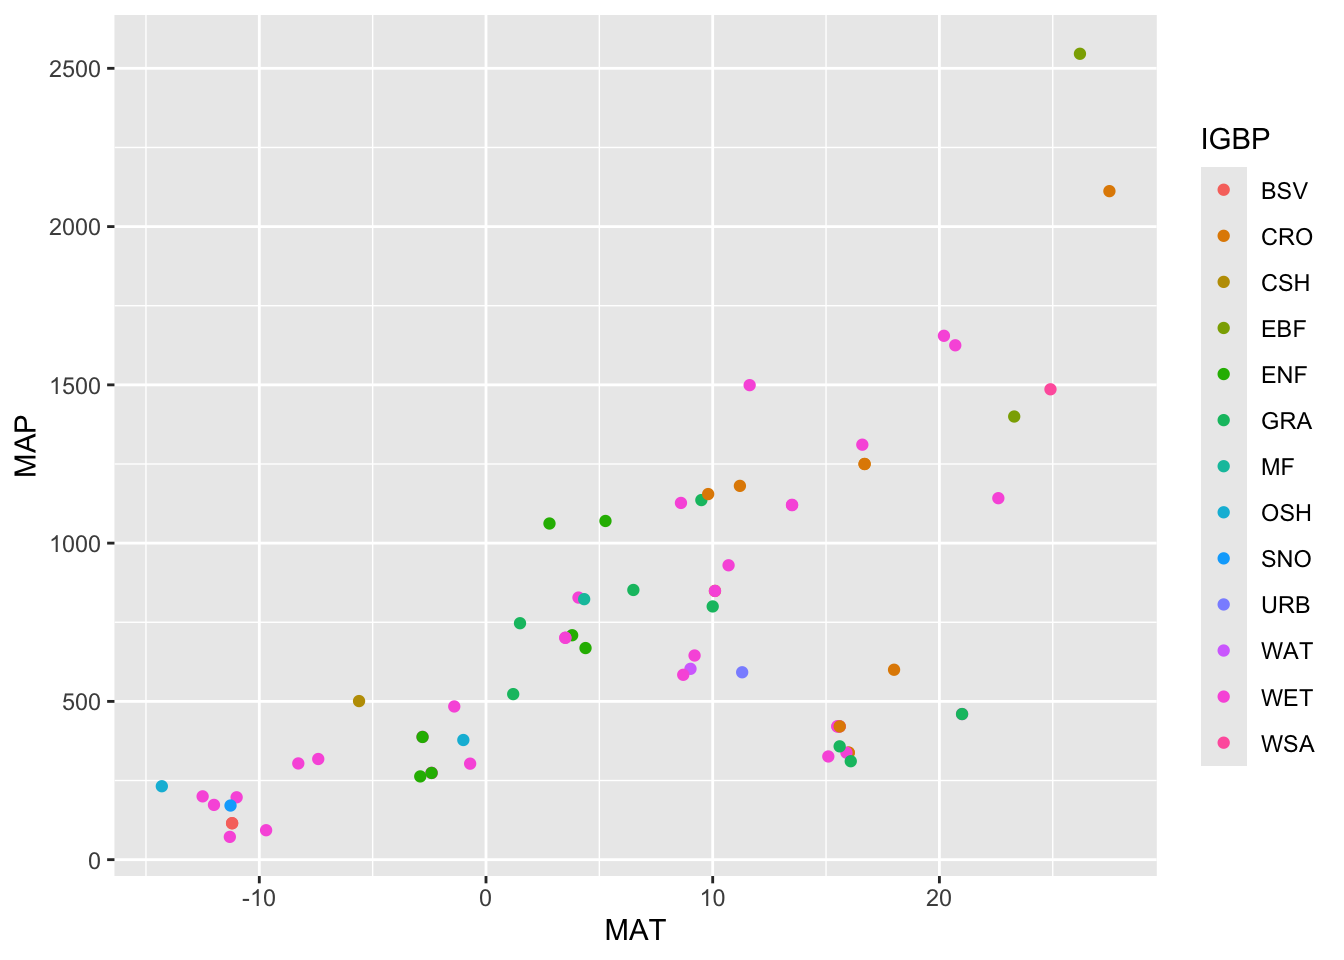 2500
2000
1500
1000
500
0
MAP
-10 0 10 20
MAT
IGBP
BSV
CRO
CSH
EBF
ENF
GRA
MF
OSH
SNO
URB
WAT
WET
WSA